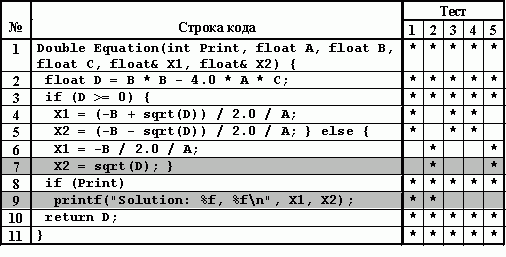 № Строка кода Тест
1 2 3 4 5
1 Double Equation(int Print, float A, float B, * * * * *
float C, float& X1, float& X2) {
2 float D = B * B - 4.0 * A * C; * * * * *
3 if (D >= 0) { * * * * *
4 X1 = (-B + sqrt(D)) / 2.0 / A; * * *
5 X2 = (-B - sqrt(D)) / 2.0 / A; } else { * * *
6 X1 = -B / 2.0 / A; * *
7 X2 = sqrt(D); } * *
8 if (Print) * * * * *
9 printf("Solution: %f, %f\n", X1, X2); * *
10 return D; * * * * *
11 } * * * * *